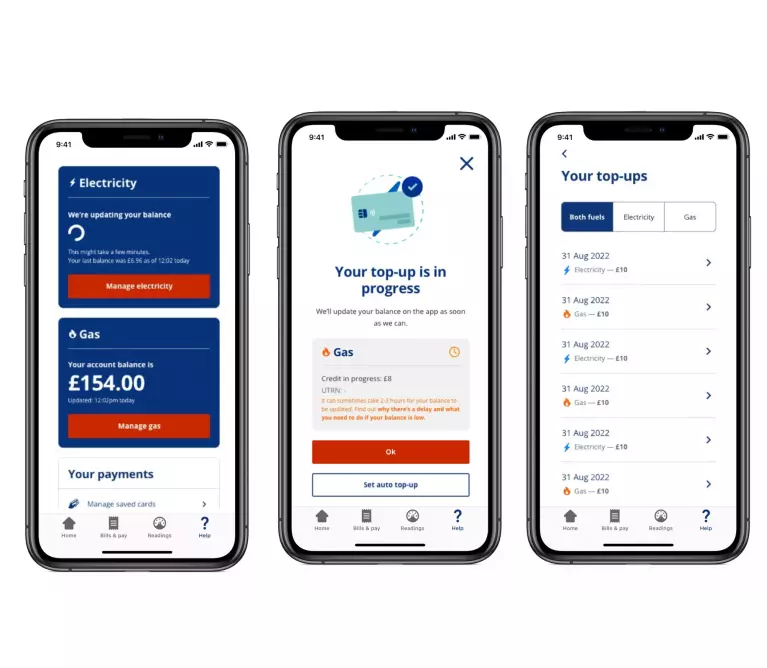 9:41
Electricity
We're updating your balance
This might take a few minutes.
Your last balance was £6.96 as of 12:02 today
Manage electricity
Gas
Your account balance is
£154.00
Updated: 12:02pm today
Manage gas
Your payments
Manage saved cards
Home
Bills & pay
Readings
Help
9:41
Your top-up is in
progress
We'll update your balance on the app as soon
as we can.
Gas
Credit in progress: £8
UTRN: -
It can sometimes take 2-3 hours for your balance to
be updated. Find out why there's a delay and what
you need to do if your balance is low.
Ok
Set auto top-up
Home
Bills & pay
Readings
Help
9:41
Your top-ups
Both fuels
Electricity
Gas
31 Aug 2022
Electricity — £10
31 Aug 2022
Gas — £10
31 Aug 2022
Electricity — £10
31 Aug 2022
Gas — £10
31 Aug 2022
Electricity — £10
31 Aug 2022
Gas — £10
Home
Bills & pay
Readings
Help